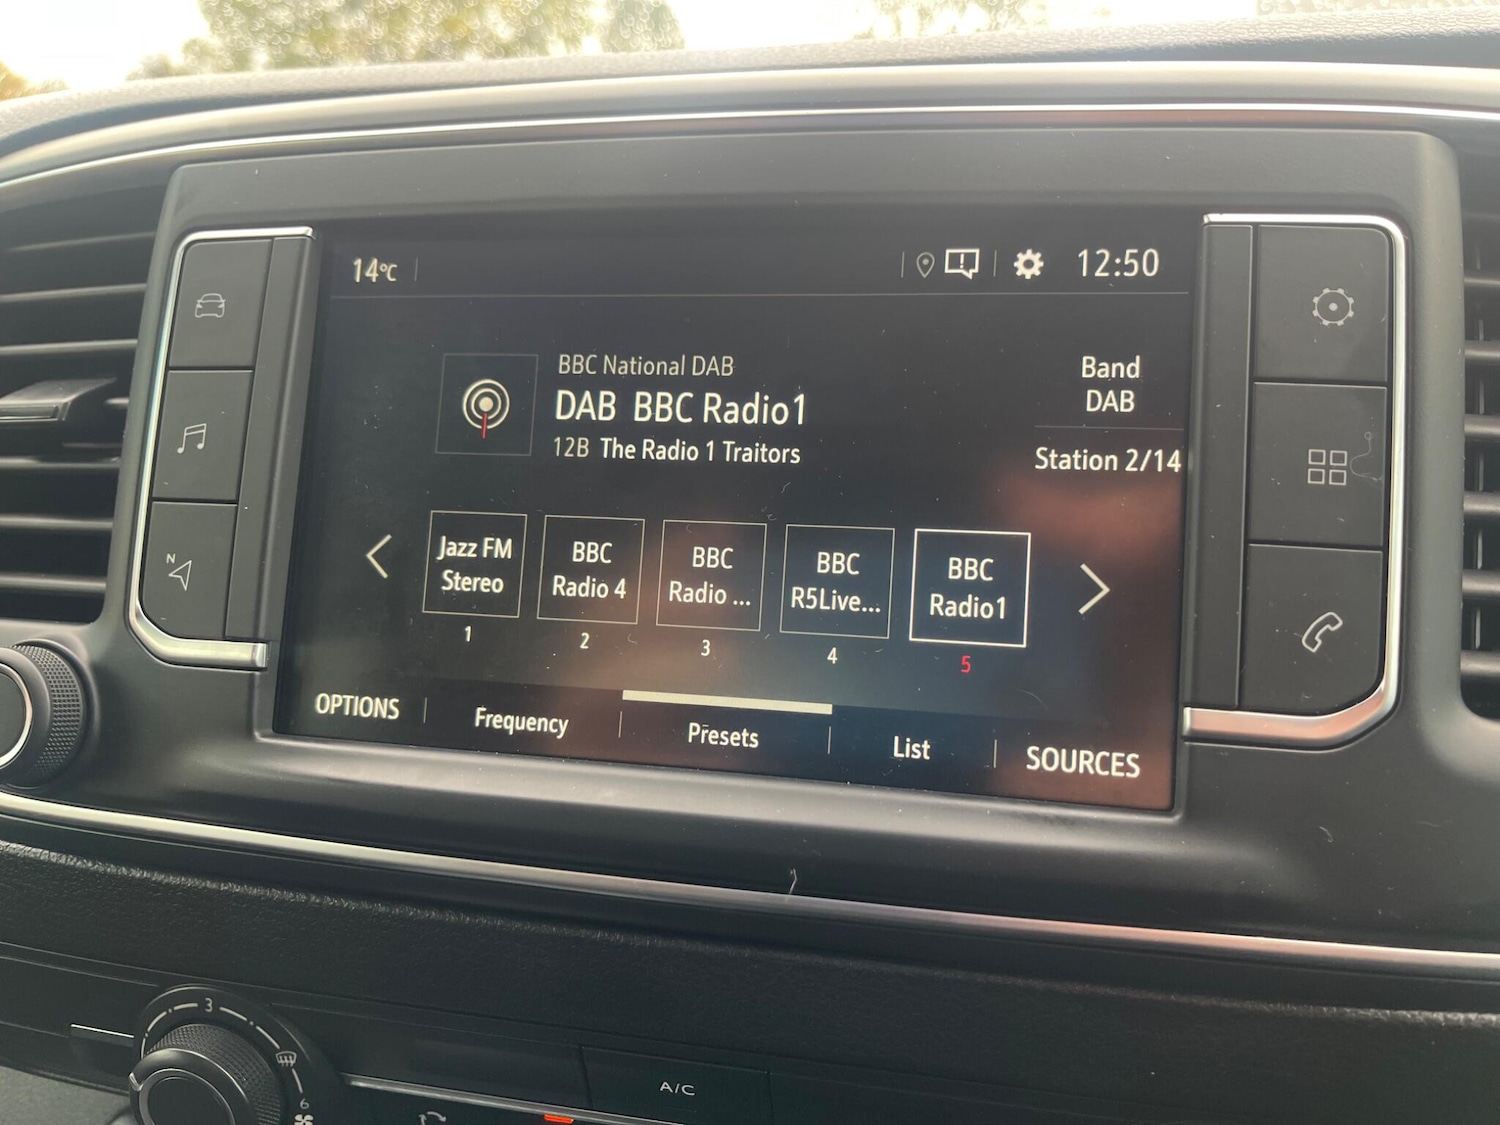 14°C
12:50
BBC National DAB
DAB BBC Radio1
12B The Radio 1 Traitors
Band
DAB
Station 2/14
Jazz FM
Stereo
1
BBC
Radio 4
2
BBC
Radio ...
3
BBC
R5Live...
4
BBC
Radio1
5
OPTIONS
Frequency
Presets
List
SOURCES
N
3
6
A/C